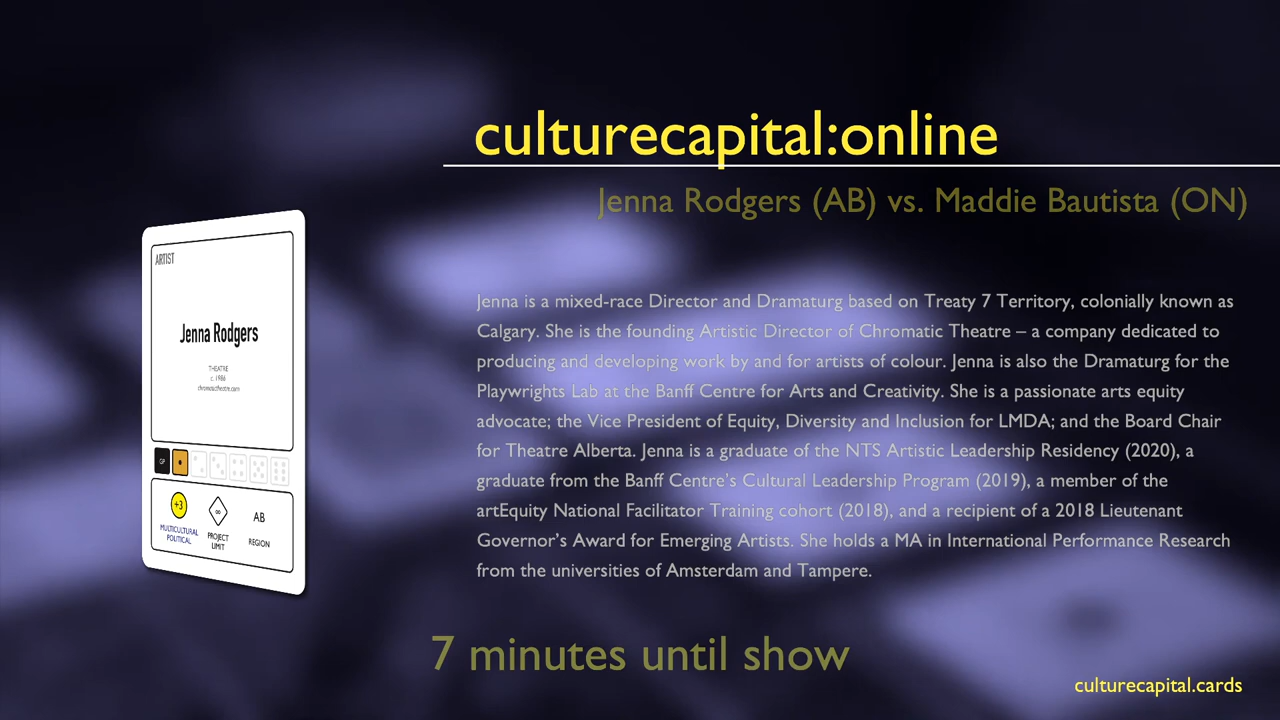 culturecapital:online
Jenna Rodgers (AB) vs. Maddie Bautista (ON)
ARTIST
Jenna Rodgers
THEATRE
c. 1986
chromatictheatre.com
GP
+3
MULTICULTURAL
POLITICAL
∞
PROJECT
LIMIT
AB
REGION
Jenna is a mixed-race Director and Dramaturg based on Treaty 7 Territory, colonially known as
Calgary. She is the founding Artistic Director of Chromatic Theatre – a company dedicated to
producing and developing work by and for artists of colour. Jenna is also the Dramaturg for the
Playwrights Lab at the Banff Centre for Arts and Creativity. She is a passionate arts equity
advocate; the Vice President of Equity, Diversity and Inclusion for LMDA; and the Board Chair
for Theatre Alberta. Jenna is a graduate of the NTS Artistic Leadership Residency (2020), a
graduate from the Banff Centre's Cultural Leadership Program (2019), a member of the
artEquity National Facilitator Training cohort (2018), and a recipient of a 2018 Lieutenant
Governor's Award for Emerging Artists. She holds a MA in International Performance Research
from the universities of Amsterdam and Tampere.
7 minutes until show
culturecapital.cards